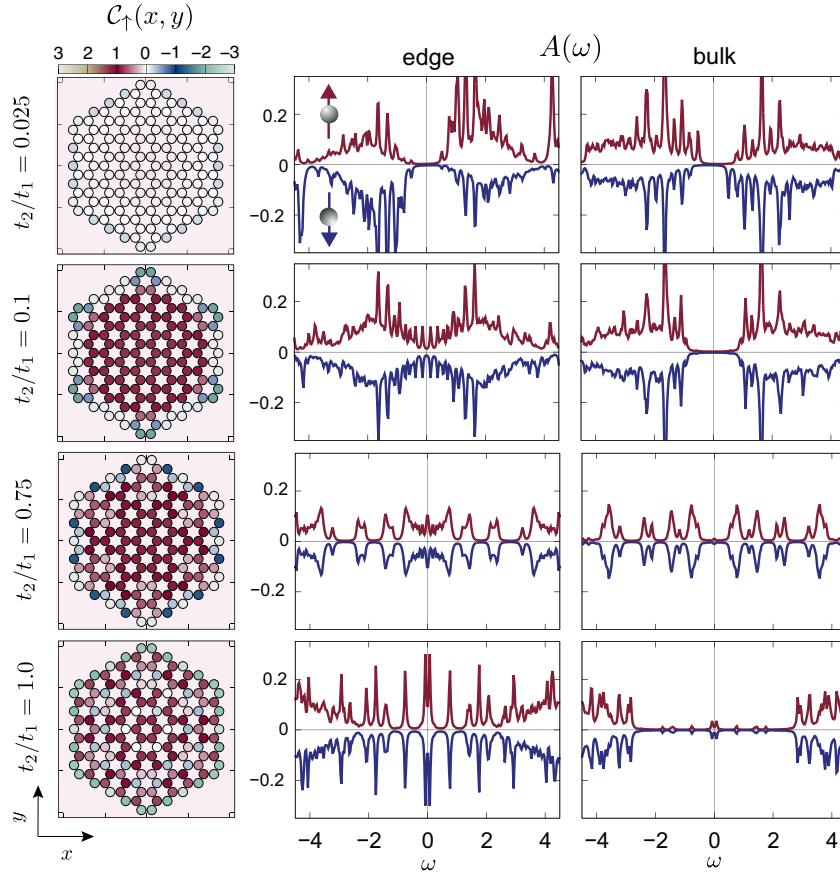 𝒞↑(x, y)
3 2 1 0 -1 -2 -3
edge A(ω) bulk
t₂/t₁ = 0.025
0.2
0
−0.2
t₂/t₁ = 0.1
0.2
0
−0.2
t₂/t₁ = 0.75
0.2
0
−0.2
t₂/t₁ = 1.0
0.2
0
−0.2
y
x
−4 −2 0 2 4
ω
−4 −2 0 2 4
ω